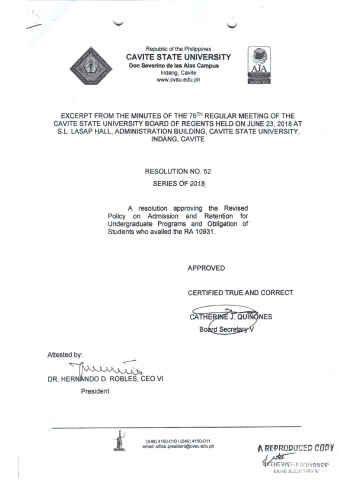 Republic of the Philippines
CAVITE STATE UNIVERSITY
Don Severino de las Alas Campus
Indang, Cavite
www.cvsu.edu.ph
AJA
EXCERPT FROM THE MINUTES OF THE 76TH REGULAR MEETING OF THE
CAVITE STATE UNIVERSITY BOARD OF REGENTS HELD ON JUNE 23, 2018 AT
S.L. LASAP HALL, ADMINISTRATION BUILDING, CAVITE STATE UNIVERSITY,
INDANG, CAVITE
RESOLUTION NO. 52
SERIES OF 2018
A resolution approving the Revised
Policy on Admission and Retention for
Undergraduate Programs and Obligation of
Students who availed the RA 10931.
APPROVED
CERTIFIED TRUE AND CORRECT
CATHERINE J. QUIÑONES
Board Secretary V
Attested by:
DR. HERNANDO D. ROBLES, CEO VI
President
(046) 4150-010 / (046) 4150-011
email: office.president@cvsu.edu.ph
A REPRODUCED COPY
CATHERINE J. QUIÑONES
BOARD SECRETARY V